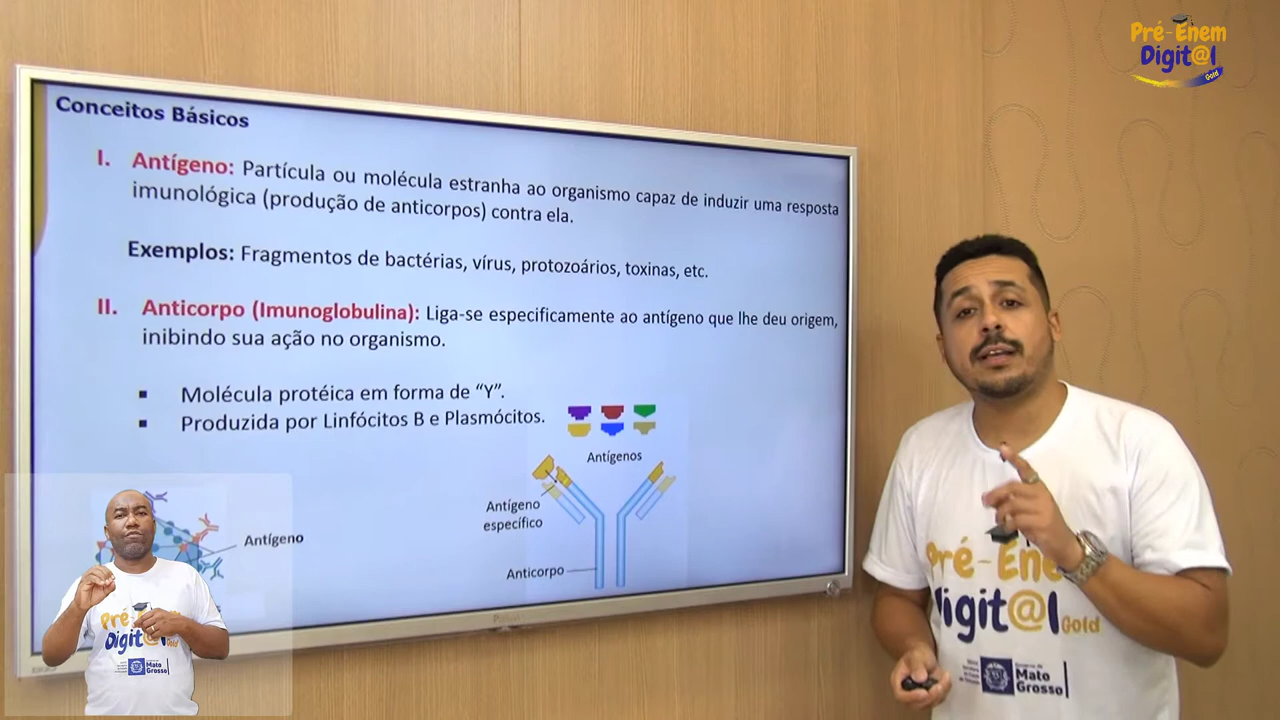 Pré-Enem
Digit@l
Gold
Conceitos Básicos
I. Antígeno: Partícula ou molécula estranha ao organismo capaz de induzir uma resposta
imunológica (produção de anticorpos) contra ela.
Exemplos: Fragmentos de bactérias, vírus, protozoários, toxinas, etc.
II. Anticorpo (Imunoglobulina): Liga-se especificamente ao antígeno que lhe deu origem,
inibindo sua ação no organismo.
▪ Molécula protéica em forma de “Y”.
▪ Produzida por Linfócitos B e Plasmócitos.
Antígenos
Antígeno
específico
Anticorpo
Antígeno
Pré-Ene
Digit@l
Gold
Mato
Grosso
Digit@l
Gold
Mato
Grosso